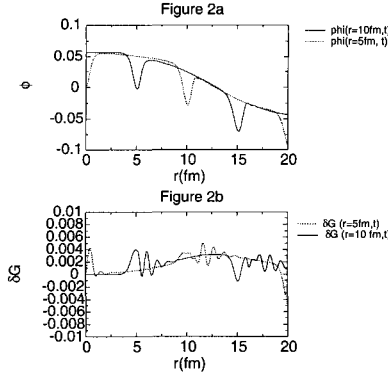 Figure 2a
phi(r=10fm,t)
phi(r=5fm, t)
0.1
0.05
0
-0.05
-0.1
ϕ
0 5 10 15 20
r(fm)
Figure 2b
δG (r=5fm,t)
δG (r=10 fm,t)
0.01
0.008
0.006
0.004
0.002
0
-0.002
-0.004
-0.006
-0.008
-0.01
δG
0 5 10 15 20
r(fm)